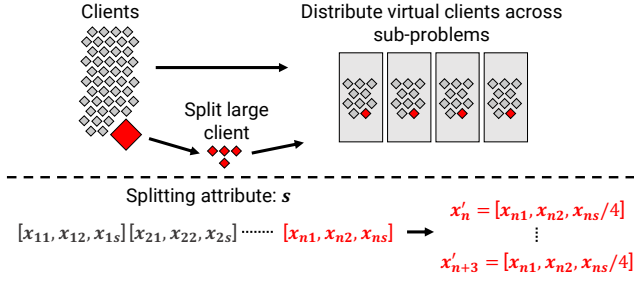 Clients
Distribute virtual clients across
sub-problems
Split large
client
Splitting attribute: s
[x₁₁, x₁₂, x₁ₛ][x₂₁, x₂₂, x₂ₛ]········[xₙ₁, xₙ₂, xₙₛ]
x′ₙ = [xₙ₁, xₙ₂, xₙₛ/4]
⋮
x′ₙ₊₃ = [xₙ₁, xₙ₂, xₙₛ/4]